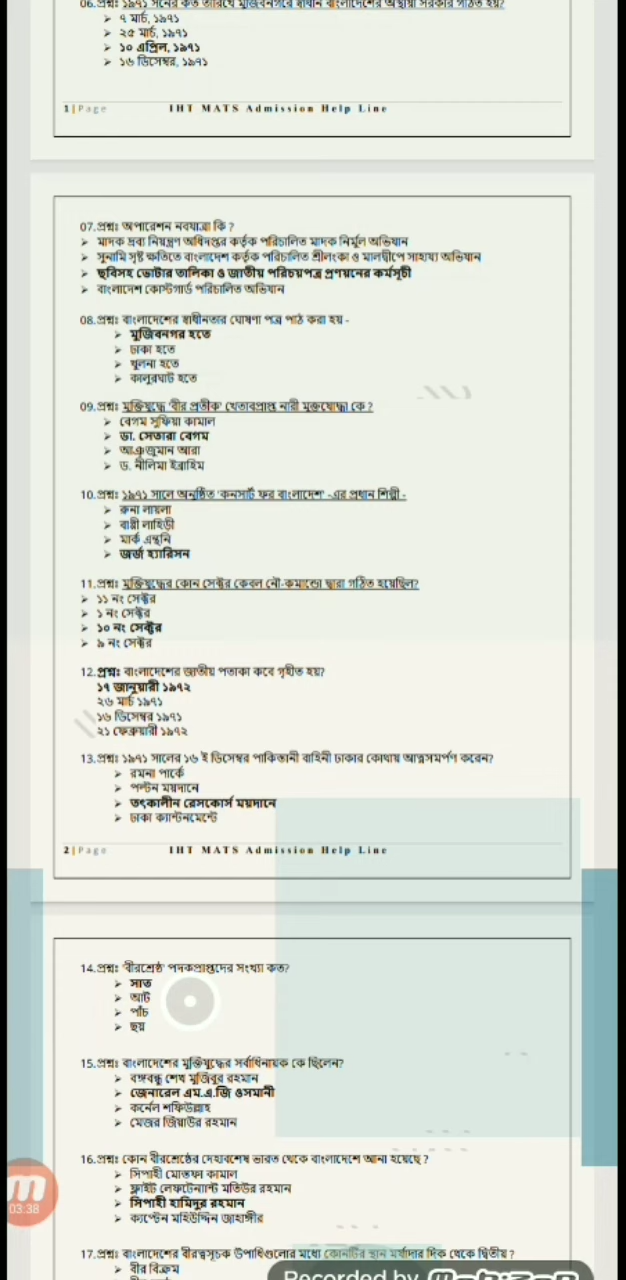 06.প্রশ্নঃ ১৯৭১ সনের কত তারিখে মুজিবনগরে স্বাধীন বাংলাদেশের অস্থায়ী সরকার গঠিত হয়?
➢ ৭ মার্চ, ১৯৭১
➢ ২৫ মার্চ, ১৯৭১
➢ ১০ এপ্রিল, ১৯৭১
➢ ১৬ ডিসেম্বর, ১৯৭১
1 | Page IHT MATS Admission Help Line
07.প্রশ্নঃ অপারেশন নবযাত্রা কি ?
➢ মাদক দ্রব্য নিয়ন্ত্রণ অধিদপ্তর কর্তৃক পরিচালিত মাদক নির্মূল অভিযান
➢ সুনামি সৃষ্ট ক্ষতিতে বাংলাদেশ কর্তৃক পরিচালিত শ্রীলংকা ও মালদ্বীপে সাহায্য অভিযান
➢ ছবিসহ ভোটার তালিকা ও জাতীয় পরিচয়পত্র প্রণয়নের কর্মসূচী
➢ বাংলাদেশ কোস্টগার্ড পরিচালিত অভিযান
08.প্রশ্নঃ বাংলাদেশের স্বাধীনতার ঘোষণা পত্র পাঠ করা হয় -
➢ মুজিবনগর হতে
➢ ঢাকা হতে
➢ খুলনা হতে
➢ কালুরঘাট হতে
09.প্রশ্নঃ মুক্তিযুদ্ধে 'বীর প্রতীক' খেতাবপ্রাপ্ত নারী মুক্তযোদ্ধা কে ?
➢ বেগম সুফিয়া কামাল
➢ ডা. সেতারা বেগম
➢ আঞ্জুমান আরা
➢ ড. নীলিমা ইব্রাহিম
10.প্রশ্নঃ ১৯৭১ সালে অনুষ্ঠিত 'কনসার্ট ফর বাংলাদেশ' -এর প্রধান শিল্পী -
➢ রুনা লায়লা
➢ বাপ্পী লাহিড়ী
➢ মার্ক এন্থনি
➢ জর্জ হ্যারিসন
11.প্রশ্নঃ মুক্তিযুদ্ধের কোন সেক্টর কেবল নৌ-কমান্ডো দ্বারা গঠিত হয়েছিল?
➢ ১১ নং সেক্টর
➢ ১ নং সেক্টর
➢ ১০ নং সেক্টর
➢ ৯ নং সেক্টর
12.প্রশ্নঃ বাংলাদেশের জাতীয় পতাকা কবে গৃহীত হয়?
১৭ জানুয়ারী ১৯৭২
২৬ মার্চ ১৯৭১
১৬ ডিসেম্বর ১৯৭১
২১ ফেব্রুয়ারী ১৯৭২
13.প্রশ্নঃ ১৯৭১ সালের ১৬ ই ডিসেম্বর পাকিস্তানী বাহিনী ঢাকার কোথায় আত্নসমর্পণ করেন?
➢ রমনা পার্কে
➢ পল্টন ময়দানে
➢ তৎকালীন রেসকোর্স ময়দানে
➢ ঢাকা ক্যান্টনমেন্টে
2 | Page IHT MATS Admission Help Line
14.প্রশ্নঃ 'বীরশ্রেষ্ঠ' পদকপ্রাপ্তদের সংখ্যা কত?
➢ সাত
➢ আট
➢ পাঁচ
➢ ছয়
15.প্রশ্নঃ বাংলাদেশের মুক্তিযুদ্ধের সর্বাধিনায়ক কে ছিলেন?
➢ বঙ্গবন্ধু শেখ মুজিবুর রহমান
➢ জেনারেল এম.এ.জি ওসমানী
➢ কর্নেল শফিউল্লাহ
➢ মেজর জিয়াউর রহমান
16.প্রশ্নঃ কোন বীরশ্রেষ্ঠের দেহাবশেষ ভারত থেকে বাংলাদেশে আনা হয়েছে ?
➢ সিপাহী মোস্তফা কামাল
➢ ফ্লাইট লেফটেন্যান্ট মতিউর রহমান
➢ সিপাহী হামিদুর রহমান
➢ ক্যাপ্টেন মহিউদ্দিন জাহাঙ্গীর
03:38
17.প্রশ্নঃ বাংলাদেশের বীরত্বসূচক উপাধিগুলোর মধ্যে কোনটির স্থান মর্যাদার দিক থেকে দ্বিতীয় ?
➢ বীর বিক্রম
Recorded by